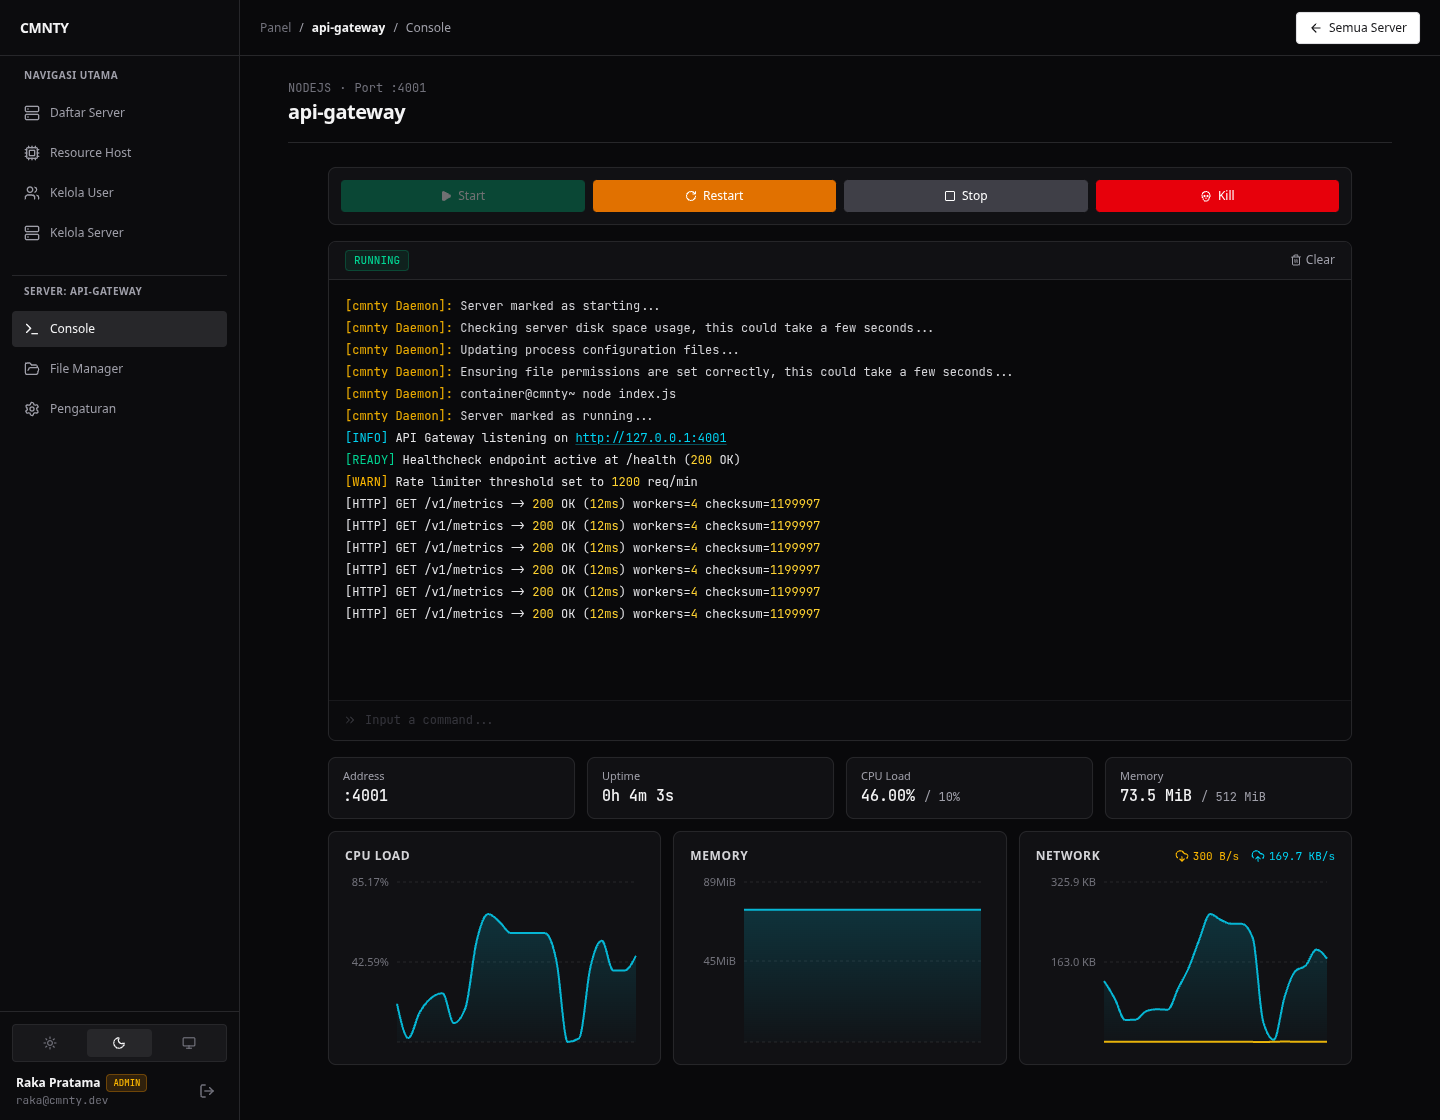 CMNTY
Panel / api-gateway / Console
Semua Server
NAVIGASI UTAMA
Daftar Server
Resource Host
Kelola User
Kelola Server
SERVER: API-GATEWAY
Console
File Manager
Pengaturan
Raka Pratama ADMIN
raka@cmnty.dev
NODEJS · Port :4001
api-gateway
Start Restart Stop Kill
RUNNING Clear
[cmnty Daemon]: Server marked as starting...
[cmnty Daemon]: Checking server disk space usage, this could take a few seconds...
[cmnty Daemon]: Updating process configuration files...
[cmnty Daemon]: Ensuring file permissions are set correctly, this could take a few seconds...
[cmnty Daemon]: container@cmnty~ node index.js
[cmnty Daemon]: Server marked as running...
[INFO] API Gateway listening on http://127.0.0.1:4001
[READY] Healthcheck endpoint active at /health (200 OK)
[WARN] Rate limiter threshold set to 1200 req/min
[HTTP] GET /v1/metrics -> 200 OK (12ms) workers=4 checksum=1199997
[HTTP] GET /v1/metrics -> 200 OK (12ms) workers=4 checksum=1199997
[HTTP] GET /v1/metrics -> 200 OK (12ms) workers=4 checksum=1199997
[HTTP] GET /v1/metrics -> 200 OK (12ms) workers=4 checksum=1199997
[HTTP] GET /v1/metrics -> 200 OK (12ms) workers=4 checksum=1199997
[HTTP] GET /v1/metrics -> 200 OK (12ms) workers=4 checksum=1199997
Input a command...
Address
:4001
Uptime
0h 4m 3s
CPU Load
46.00% / 10%
Memory
73.5 MiB / 512 MiB
CPU LOAD
85.17%
42.59%
MEMORY
89MiB
45MiB
NETWORK 300 B/s 169.7 KB/s
325.9 KB
163.0 KB